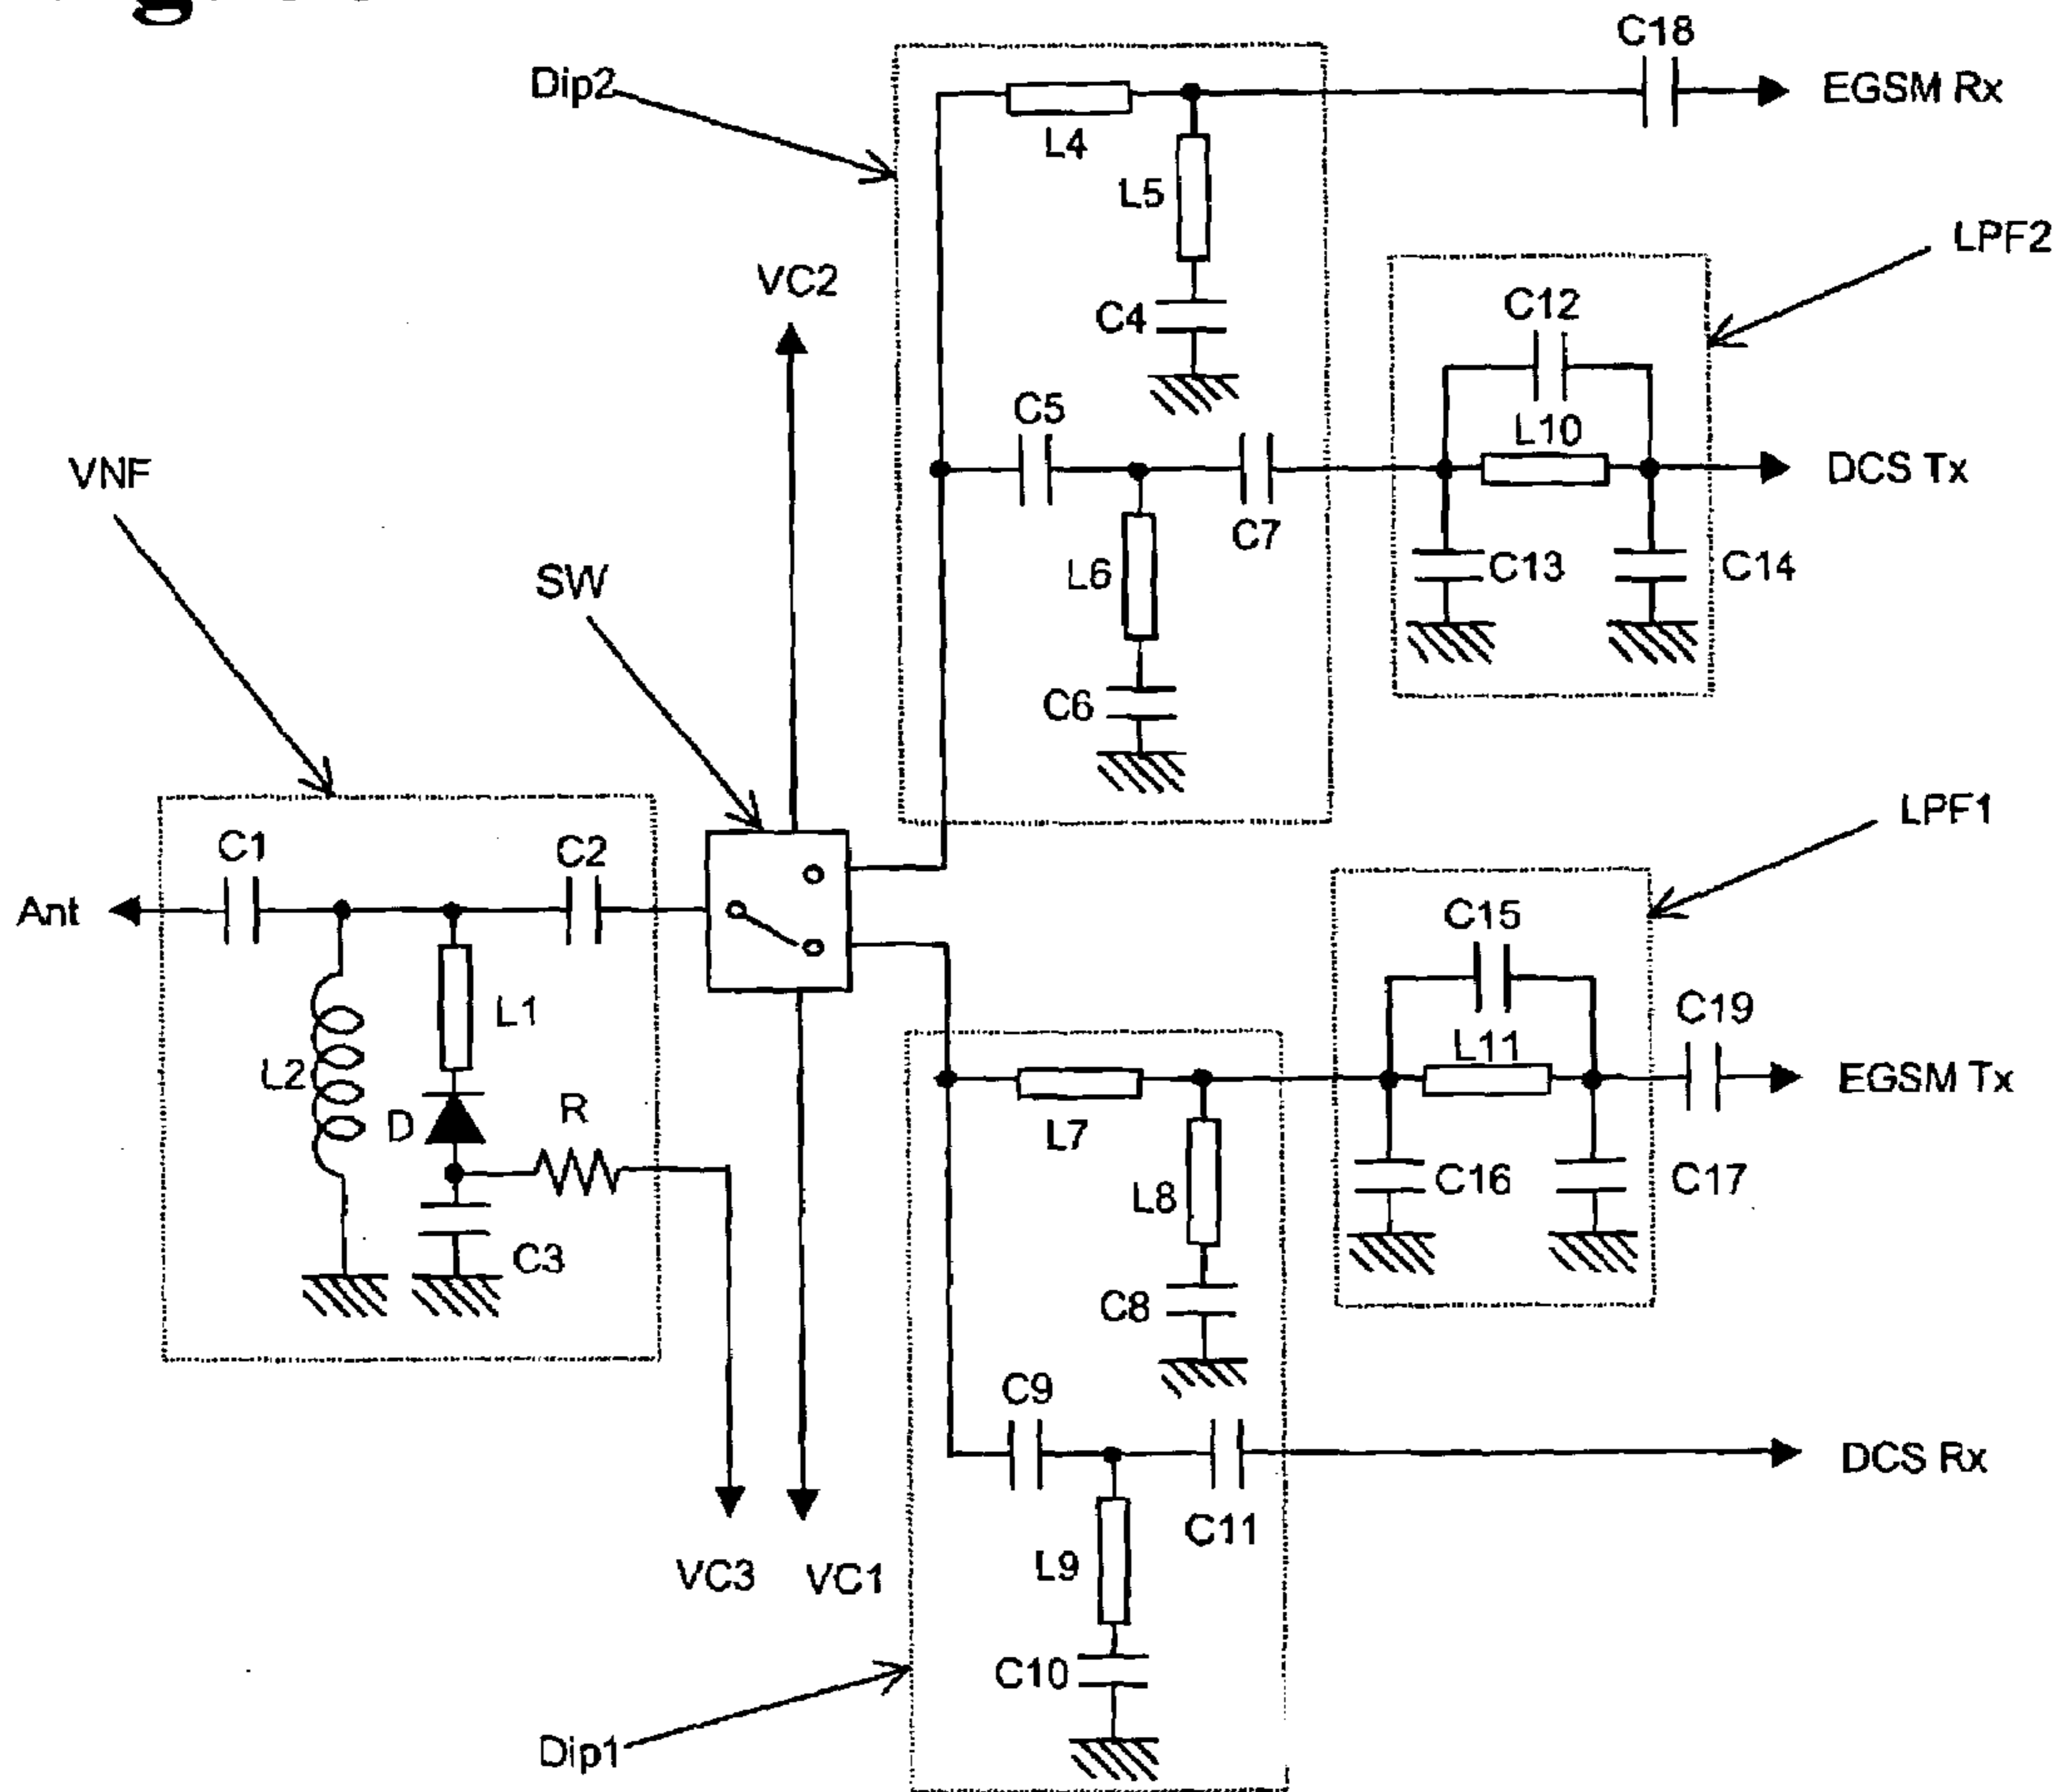 C18
Dip2
EGSM Rx
L4
L5
LPF2
VC2
C12
C4
C5
L10
VNF
DCS Tx
C7
SW
L6
C13
C14
C6
LPF1
C1
C2
Ant
C15
L1
C19
L11
L2
EGSM Tx
D
R
L7
C16
C17
L8
C3
C8
C9
DCS Rx
C11
VC3
VC1
L9
C10
Dip1